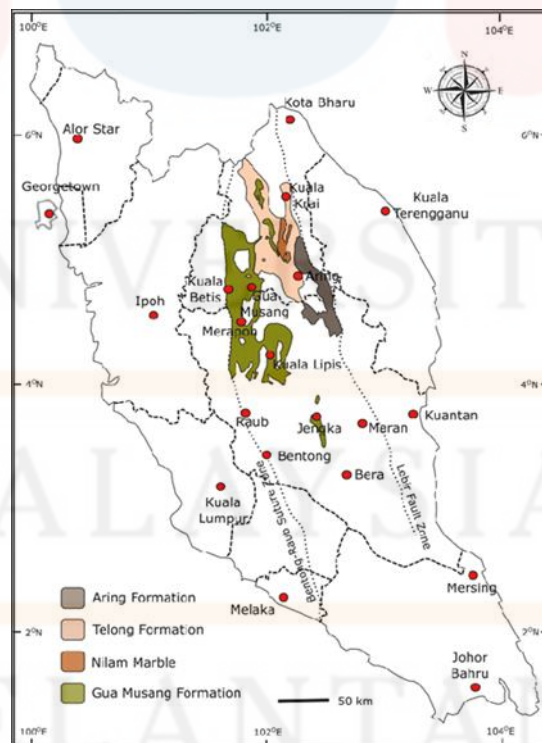 100°E
102°E
104°E
N
W
E
S
Kota Bharu
6°N
Alor Star
Georgetown
Kuala
Krai
Kuala
Terengganu
Aring
Kuala
Betis
Gua
Musang
Ipoh
Merapoh
4°N
Kuala Lipis
Raub
Jengka
Meran
Kuantan
Bentong
Bera
Kuala
Lumpur
Bentong-Raub Suture Zone
Lebir Fault Zone
Mersing
Melaka
2°N
Johor
Bahru
Aring Formation
Telong Formation
Nilam Marble
Gua Musang Formation
50 km
100°E
102°E
104°E
NIVERSIT
MALAYSIA
ELANTAN